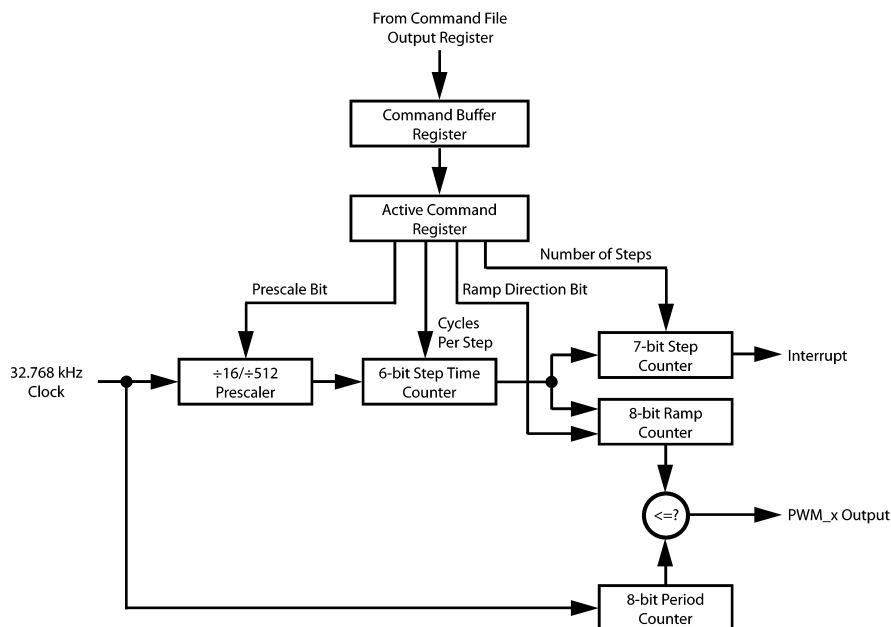 From Command File
Output Register
Command Buffer
Register
Active Command
Register
Number of Steps
Prescale Bit
Ramp Direction Bit
Cycles
Per Step
32.768 kHz
Clock
÷16/÷512
Prescaler
6-bit Step Time
Counter
7-bit Step
Counter
Interrupt
8-bit Ramp
Counter
<=?
PWM_x Output
8-bit Period
Counter